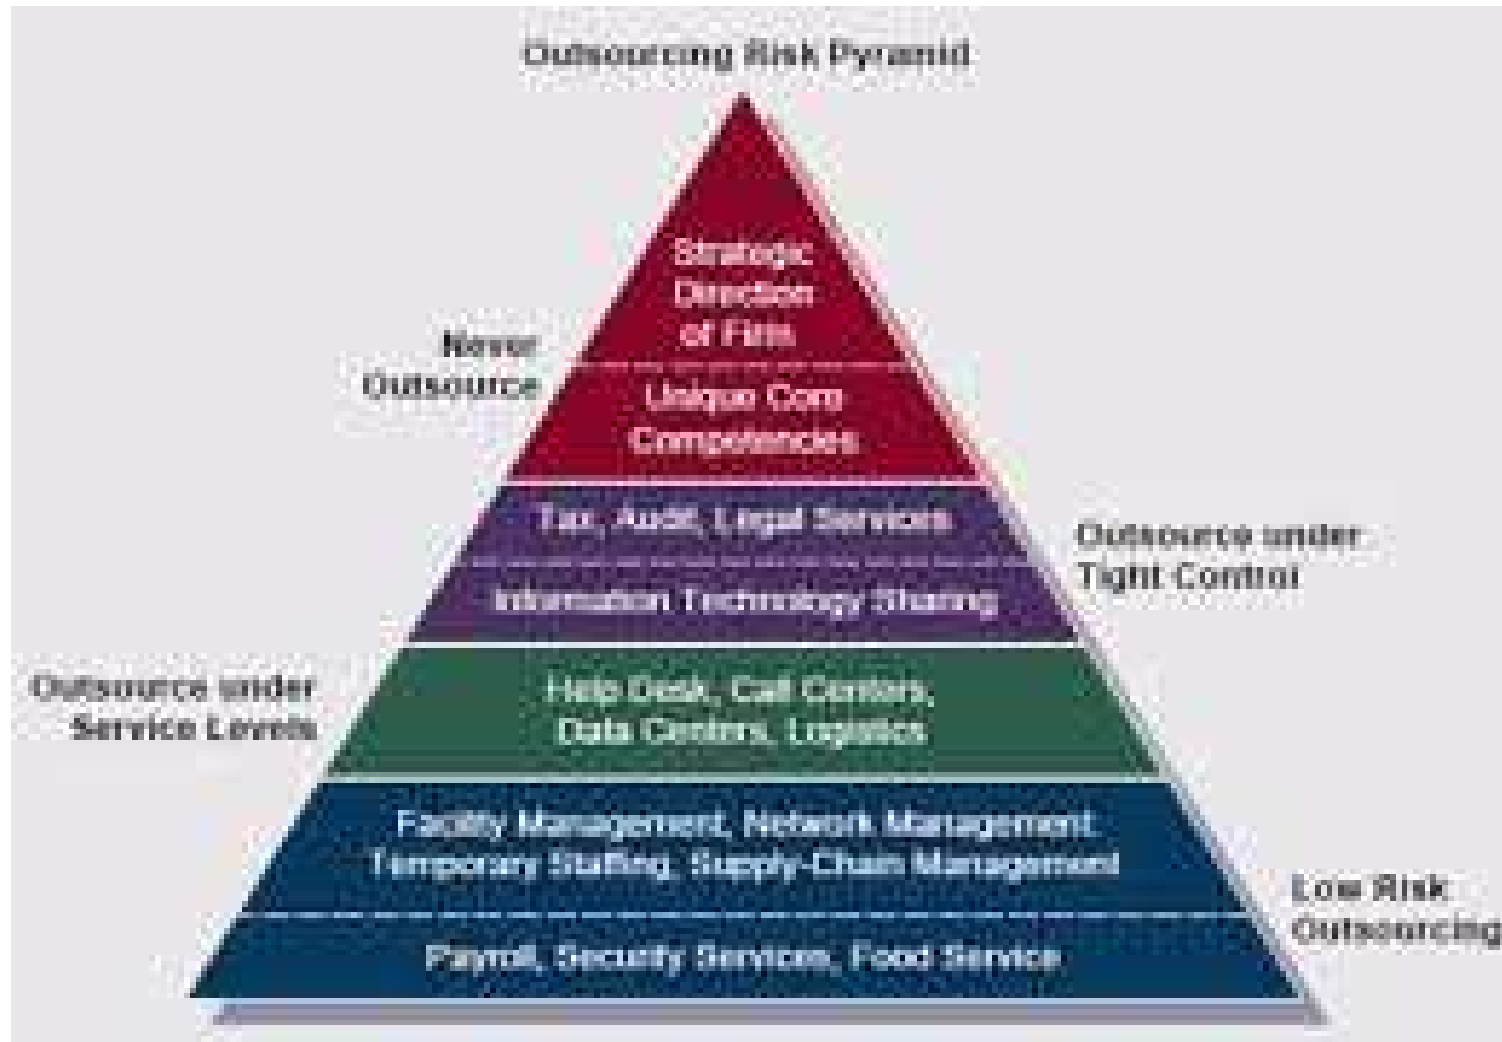 Outsourcing Risk Pyramid
Strategic
Direction
of Firm
Never
Outsource
Unique Core
Competencies
Tax, Audit, Legal Services
Outsource under
Tight Control
Information Technology Sharing
Outsource under
Service Levels
Help Desk, Call Centers,
Data Centers, Logistics
Facility Management, Network Management
Temporary Staffing, Supply-Chain Management
Low Risk
Outsourcing
Payroll, Security Services, Food Service